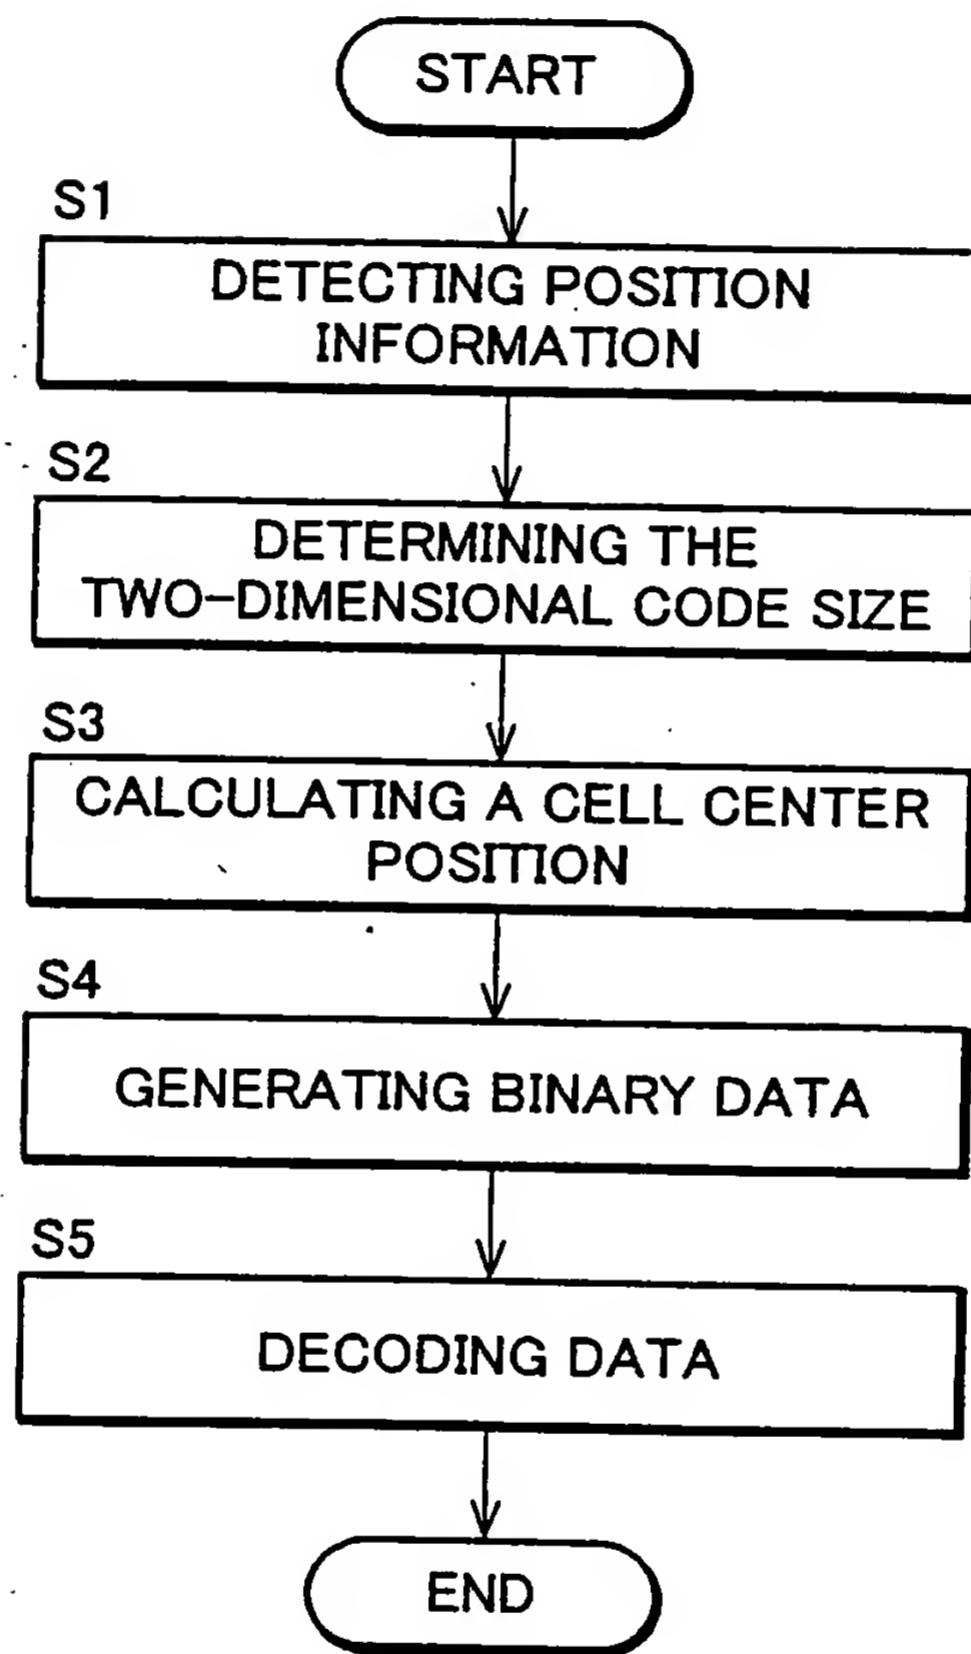 START
S1
DETECTING POSITION
INFORMATION
S2
DETERMINING THE
TWO-DIMENSIONAL CODE SIZE
S3
CALCULATING A CELL CENTER
POSITION
S4
GENERATING BINARY DATA
S5
DECODING DATA
END